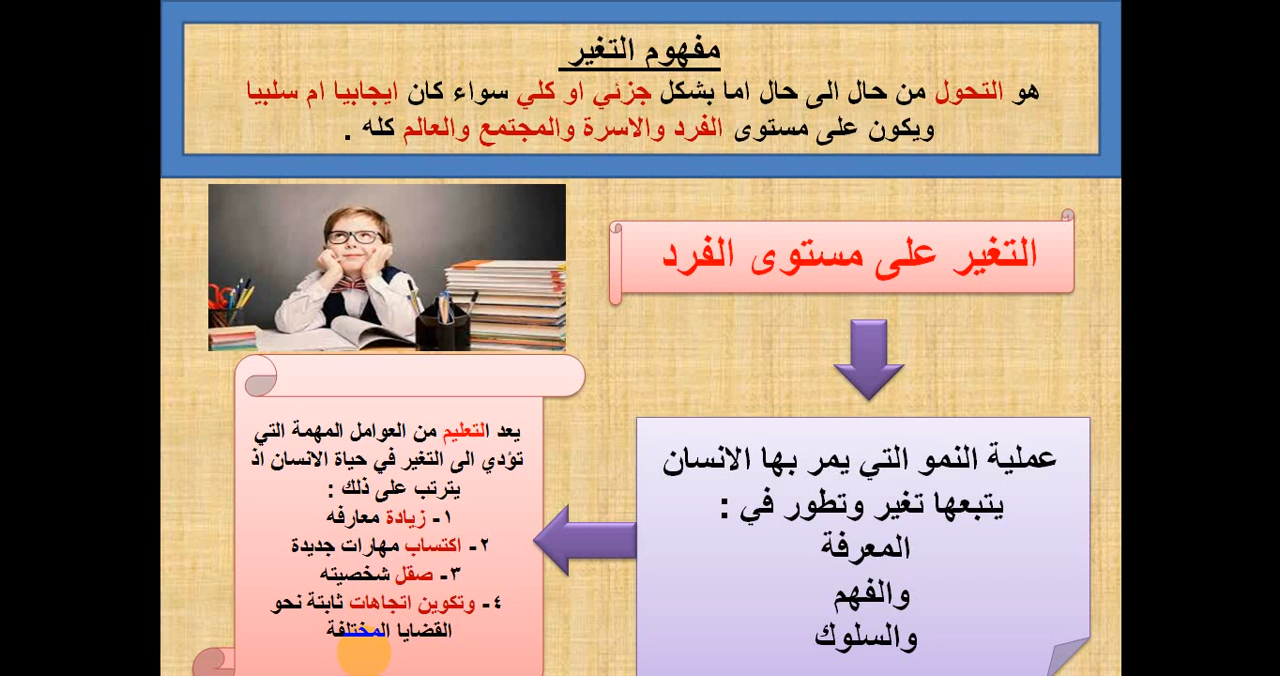 مفهوم التغير
هو التحول من حال الى حال اما بشكل جزئي او كلي سواء كان ايجابيا ام سلبيا
ويكون على مستوى الفرد والاسرة والمجتمع والعالم كله .
التغير على مستوى الفرد
عملية النمو التي يمر بها الانسان
يتبعها تغير وتطور في :
المعرفة
والفهم
والسلوك
يعد التعليم من العوامل المهمة التي
تؤدي الى التغير في حياة الانسان اذ
يترتب على ذلك :
١- زيادة معارفه
٢- اكتساب مهارات جديدة
٣- صقل شخصيته
٤- وتكوين اتجاهات ثابتة نحو
القضايا المختلفة